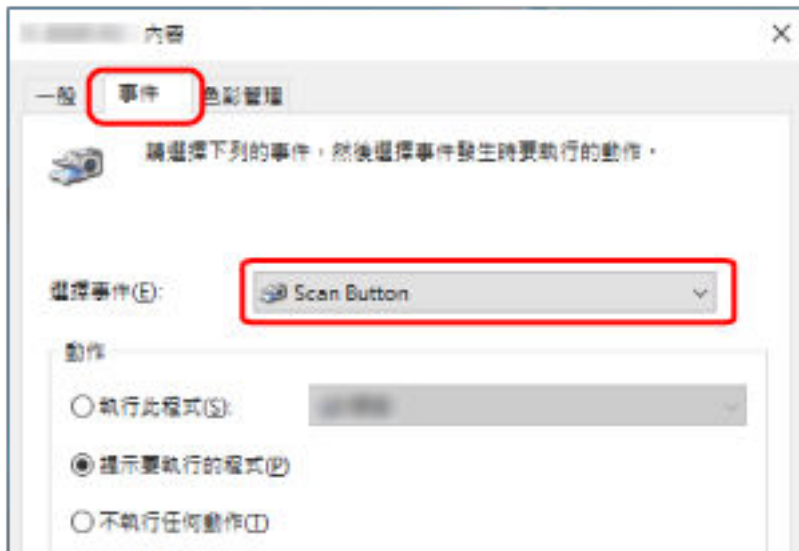 內容
一般 事件 色彩管理
請選擇下列的事件，然後選擇事件發生時要執行的動作。
選擇事件(E): Scan Button
動作
執行此程式(S):
提示要執行的程式(P)
不執行任何動作(T)